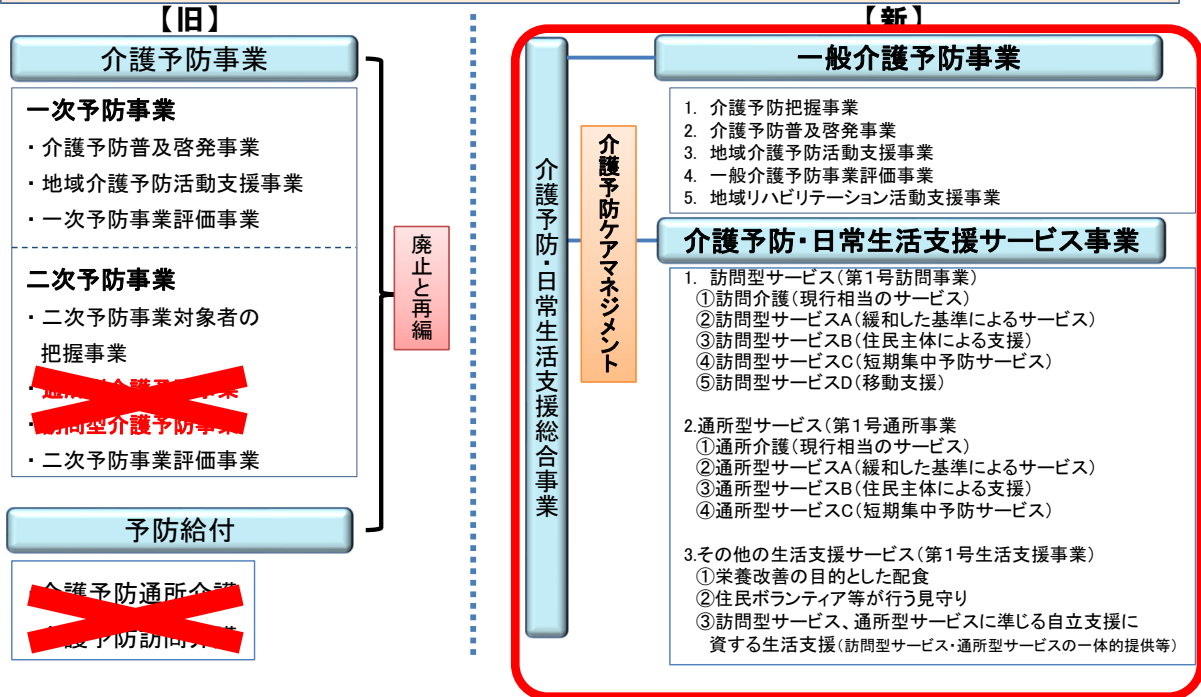 【旧】
介護予防事業
一次予防事業
・介護予防普及啓発事業
・地域介護予防活動支援事業
・一次予防事業評価事業
二次予防事業
・二次予防事業対象者の
把握事業
・訪問型介護予防事業
・二次予防事業評価事業
予防給付
介護予防通所介護
介護予防訪問介護
廃止と再編
【新】
介護予防・日常生活支援総合事業
介護予防ケアマネジメント
一般介護予防事業
1. 介護予防把握事業
2. 介護予防普及啓発事業
3. 地域介護予防活動支援事業
4. 一般介護予防事業評価事業
5. 地域リハビリテーション活動支援事業
介護予防・日常生活支援サービス事業
1. 訪問型サービス(第1号訪問事業)
①訪問介護(現行相当のサービス)
②訪問型サービスA(緩和した基準によるサービス)
③訪問型サービスB(住民主体による支援)
④訪問型サービスC(短期集中予防サービス)
⑤訪問型サービスD(移動支援)
2.通所型サービス(第1号通所事業
①通所介護(現行相当のサービス)
②通所型サービスA(緩和した基準によるサービス)
③通所型サービスB(住民主体による支援)
④通所型サービスC(短期集中予防サービス)
3.その他の生活支援サービス(第1号生活支援事業)
①栄養改善の目的とした配食
②住民ボランティア等が行う見守り
③訪問型サービス、通所型サービスに準じる自立支援に
資する生活支援(訪問型サービス・通所型サービスの一体的提供等)